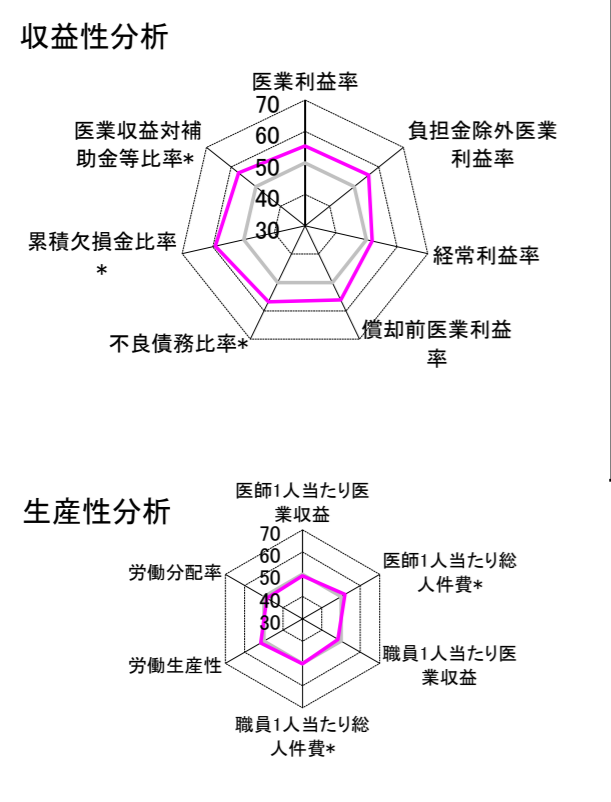 収益性分析
医業利益率
負担金除外医業
利益率
経常利益率
償却前医業利益
率
不良債務比率*
累積欠損金比率
*
医業収益対補
助金等比率*
70
60
50
40
30
生産性分析
医師1人当たり医
業収益
医師1人当たり総
人件費*
職員1人当たり医
業収益
職員1人当たり総
人件費*
労働生産性
労働分配率
70
60
50
40
30